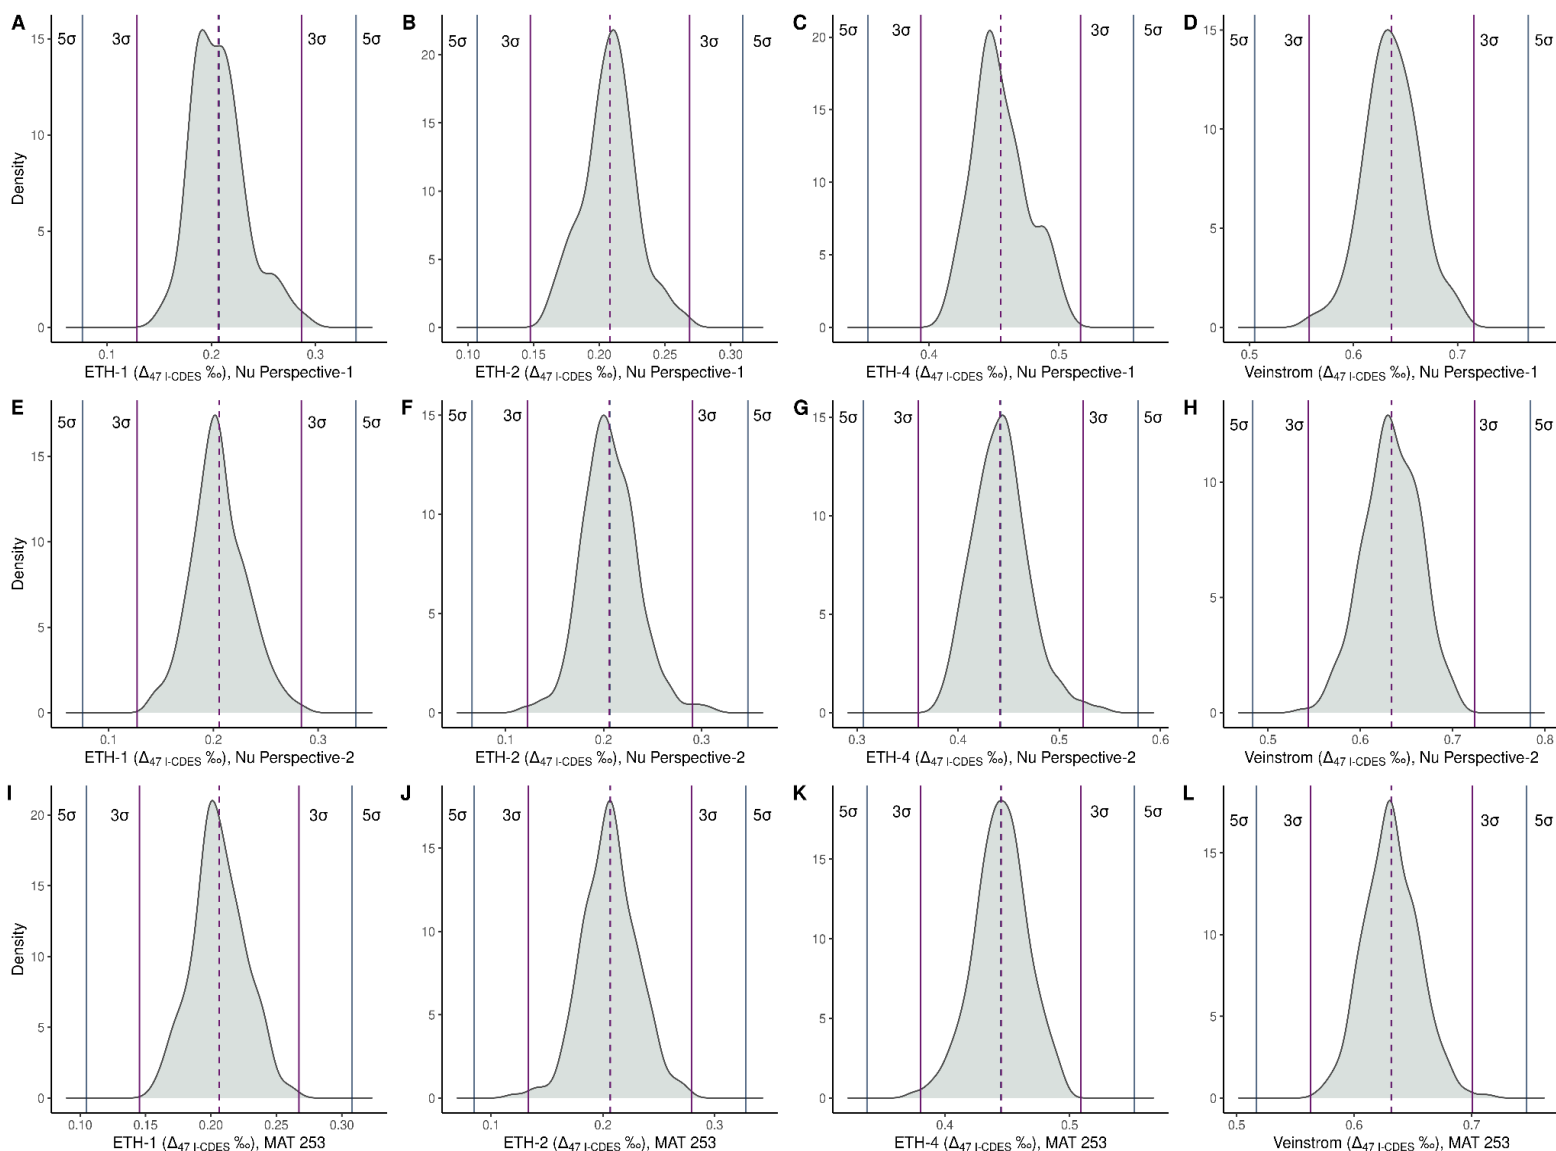 A
5σ
3σ
3σ
5σ
Density
15
10
5
0
0.1
0.2
0.3
ETH-1 (Δ47 I-CDES ‰), Nu Perspective-1
B
5σ
3σ
3σ
5σ
20
15
10
5
0
0.10
0.15
0.20
0.25
0.30
ETH-2 (Δ47 I-CDES ‰), Nu Perspective-1
C
5σ
3σ
3σ
5σ
20
15
10
5
0
0.4
0.5
ETH-4 (Δ47 I-CDES ‰), Nu Perspective-1
D
5σ
3σ
3σ
5σ
15
10
5
0
0.5
0.6
0.7
Veinstrom (Δ47 I-CDES ‰), Nu Perspective-1
E
5σ
3σ
3σ
5σ
Density
15
10
5
0
0.1
0.2
0.3
ETH-1 (Δ47 I-CDES ‰), Nu Perspective-2
F
5σ
3σ
3σ
5σ
15
10
5
0
0.1
0.2
0.3
ETH-2 (Δ47 I-CDES ‰), Nu Perspective-2
G
5σ
3σ
3σ
5σ
15
10
5
0
0.3
0.4
0.5
0.6
ETH-4 (Δ47 I-CDES ‰), Nu Perspective-2
H
5σ
3σ
3σ
5σ
10
5
0
0.5
0.6
0.7
0.8
Veinstrom (Δ47 I-CDES ‰), Nu Perspective-2
I
5σ
3σ
3σ
5σ
Density
20
15
10
5
0
0.10
0.15
0.20
0.25
0.30
ETH-1 (Δ47 I-CDES ‰), MAT 253
J
5σ
3σ
3σ
5σ
15
10
5
0
0.1
0.2
0.3
ETH-2 (Δ47 I-CDES ‰), MAT 253
K
5σ
3σ
3σ
5σ
15
10
5
0
0.4
0.5
ETH-4 (Δ47 I-CDES ‰), MAT 253
L
5σ
3σ
3σ
5σ
15
10
5
0
0.5
0.6
0.7
Veinstrom (Δ47 I-CDES ‰), MAT 253